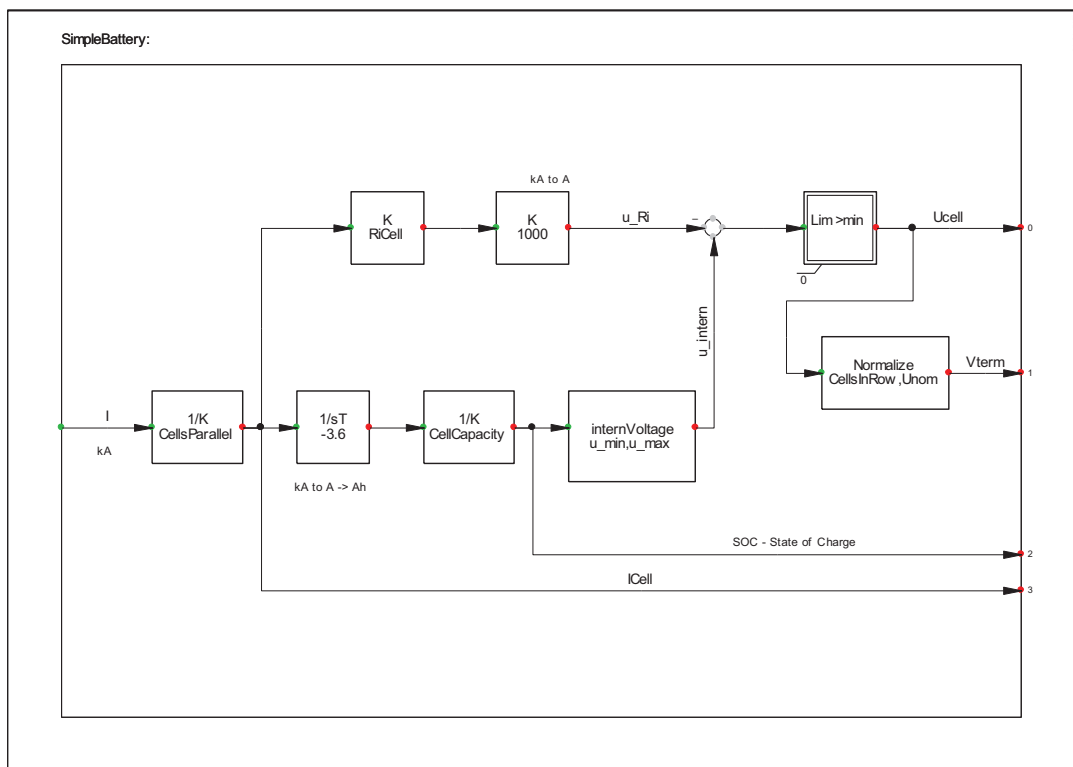 SimpleBattery:
kA to A
K
RiCell
K
1000
u_Ri
–
Lim >min
0
Ucell
0
u_intern
Normalize
CellsInRow ,Unom
Vterm
1
I
kA
1/K
CellsParallel
1/sT
-3.6
kA to A -> Ah
1/K
CellCapacity
internVoltage
u_min,u_max
SOC - State of Charge
2
ICell
3